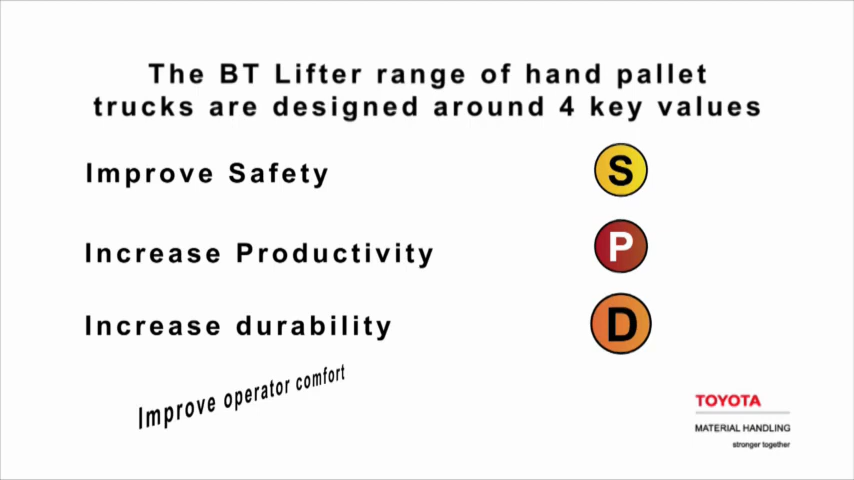 The BT Lifter range of hand pallet
trucks are designed around 4 key values
Improve Safety
S
Increase Productivity
P
Increase durability
D
Improve operator comfort
TOYOTA
MATERIAL HANDLING
stronger together